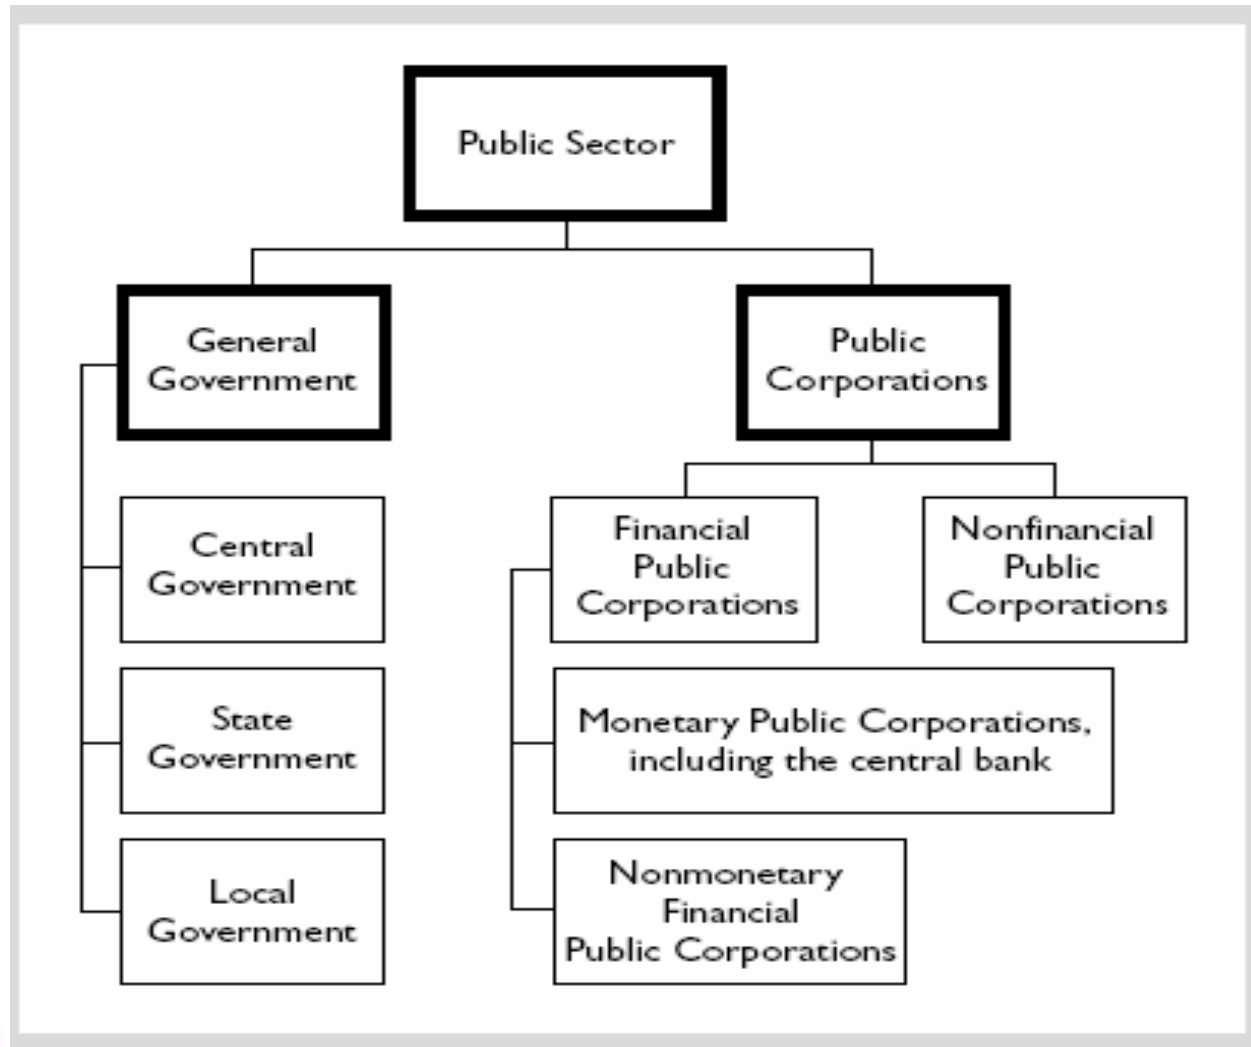 Public Sector
General
Government
Public
Corporations
Central
Government
Financial
Public
Corporations
Nonfinancial
Public
Corporations
State
Government
Monetary Public Corporations,
including the central bank
Local
Government
Nonmonetary
Financial
Public Corporations